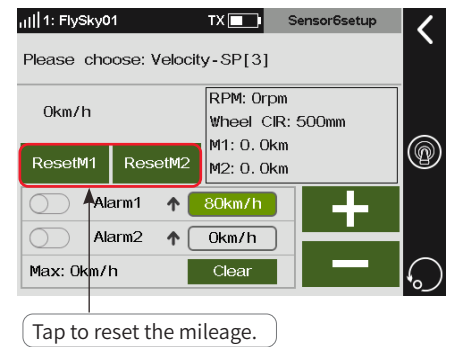 1: FlySky01 TX Sensor6setup
Please choose: Velocity-SP[3]
0km/h
RPM: 0rpm
Wheel CIR: 500mm
M1: 0. 0km
M2: 0. 0km
ResetM1 ResetM2
Alarm1 80km/h
Alarm2 0km/h
Max: 0km/h Clear
Tap to reset the mileage.